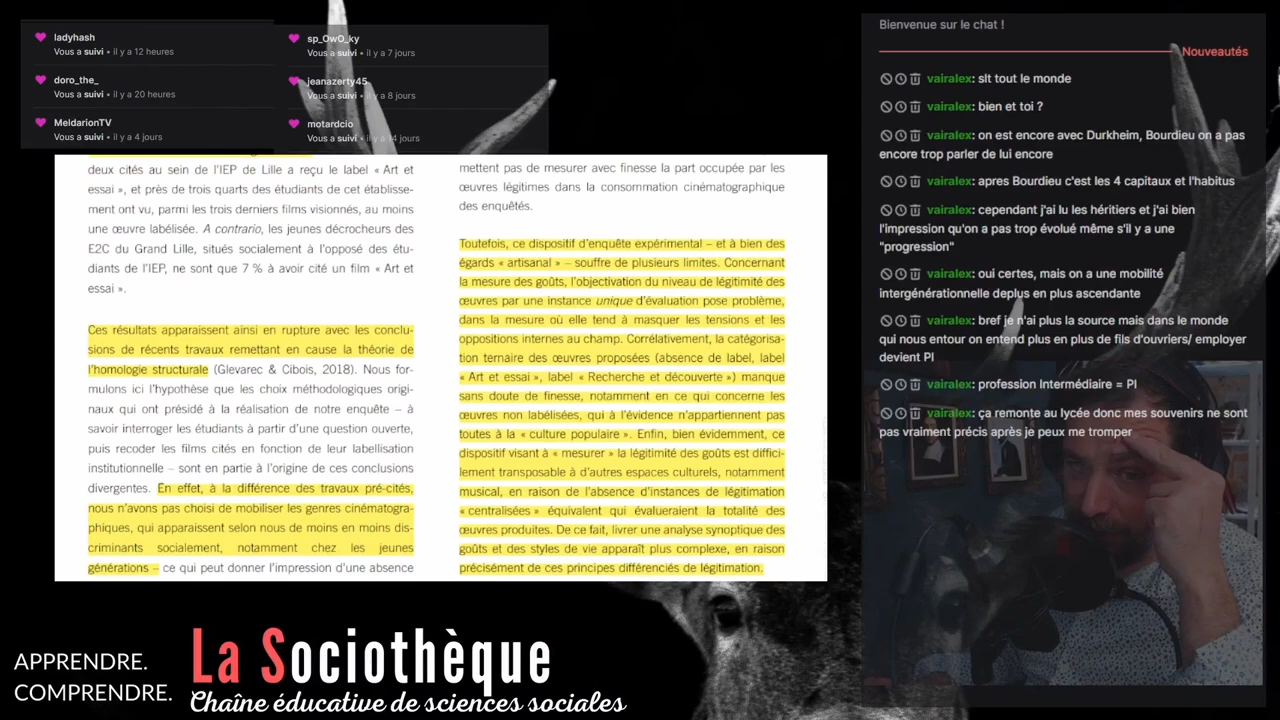 ladyhash
Vous a suivi • il y a 12 heures
doro_the_
Vous a suivi • il y a 20 heures
MeldarionTV
Vous a suivi • il y a 4 jours
sp_OwO_ky
Vous a suivi • il y a 7 jours
jeanazerty45
Vous a suivi • il y a 8 jours
motardcio
Vous a suivi • il y a 14 jours
deux cités au sein de l'IEP de Lille a reçu le label « Art et
essai », et près de trois quarts des étudiants de cet établisse-
ment ont vu, parmi les trois derniers films visionnés, au moins
une œuvre labélisée. A contrario, les jeunes décrocheurs des
E2C du Grand Lille, situés socialement à l'opposé des étu-
diants de l'IEP, ne sont que 7 % à avoir cité un film « Art et
essai ».
Ces résultats apparaissent ainsi en rupture avec les conclu-
sions de récents travaux remettant en cause la théorie de
l'homologie structurale (Glevarec & Cibois, 2018). Nous for-
mulons ici l'hypothèse que les choix méthodologiques origi-
naux qui ont présidé à la réalisation de notre enquête – à
savoir interroger les étudiants à partir d'une question ouverte,
puis recoder les films cités en fonction de leur labellisation
institutionnelle – sont en partie à l'origine de ces conclusions
divergentes. En effet, à la différence des travaux pré-cités,
nous n'avons pas choisi de mobiliser les genres cinématogra-
phiques, qui apparaissent selon nous de moins en moins dis-
criminants socialement, notamment chez les jeunes
générations – ce qui peut donner l'impression d'une absence
mettent pas de mesurer avec finesse la part occupée par les
œuvres légitimes dans la consommation cinématographique
des enquêtés.
Toutefois, ce dispositif d'enquête expérimental – et à bien des
égards « artisanal » – souffre de plusieurs limites. Concernant
la mesure des goûts, l'objectivation du niveau de légitimité des
œuvres par une instance unique d'évaluation pose problème,
dans la mesure où elle tend à masquer les tensions et les
oppositions internes au champ. Corrélativement, la catégorisa-
tion ternaire des œuvres proposées (absence de label, label
« Art et essai », label « Recherche et découverte ») manque
sans doute de finesse, notamment en ce qui concerne les
œuvres non labélisées, qui à l'évidence n'appartiennent pas
toutes à la « culture populaire ». Enfin, bien évidemment, ce
dispositif visant à « mesurer » la légitimité des goûts est diffici-
lement transposable à d'autres espaces culturels, notamment
musical, en raison de l'absence d'instances de légitimation
« centralisées » équivalent qui évalueraient la totalité des
œuvres produites. De ce fait, livrer une analyse synoptique des
goûts et des styles de vie apparaît plus complexe, en raison
précisément de ces principes différenciés de légitimation.
Bienvenue sur le chat !
Nouveautés
vairalex: slt tout le monde
vairalex: bien et toi ?
vairalex: on est encore avec Durkheim, Bourdieu on a pas
encore trop parler de lui encore
vairalex: apres Bourdieu c'est les 4 capitaux et l'habitus
vairalex: cependant j'ai lu les héritiers et j'ai bien
l'impression qu'on a pas trop évolué même s'il y a une
"progression"
vairalex: oui certes, mais on a une mobilité
intergénérationnelle deplus en plus ascendante
vairalex: bref je n'ai plus la source mais dans le monde
qui nous entour on entend plus en plus de fils d'ouvriers/ employer
devient PI
vairalex: profession Intermédiaire = PI
vairalex: ça remonte au lycée donc mes souvenirs ne sont
pas vraiment précis après je peux me tromper
APPRENDRE.
COMPRENDRE.
La Sociothèque
Chaîne éducative de sciences sociales